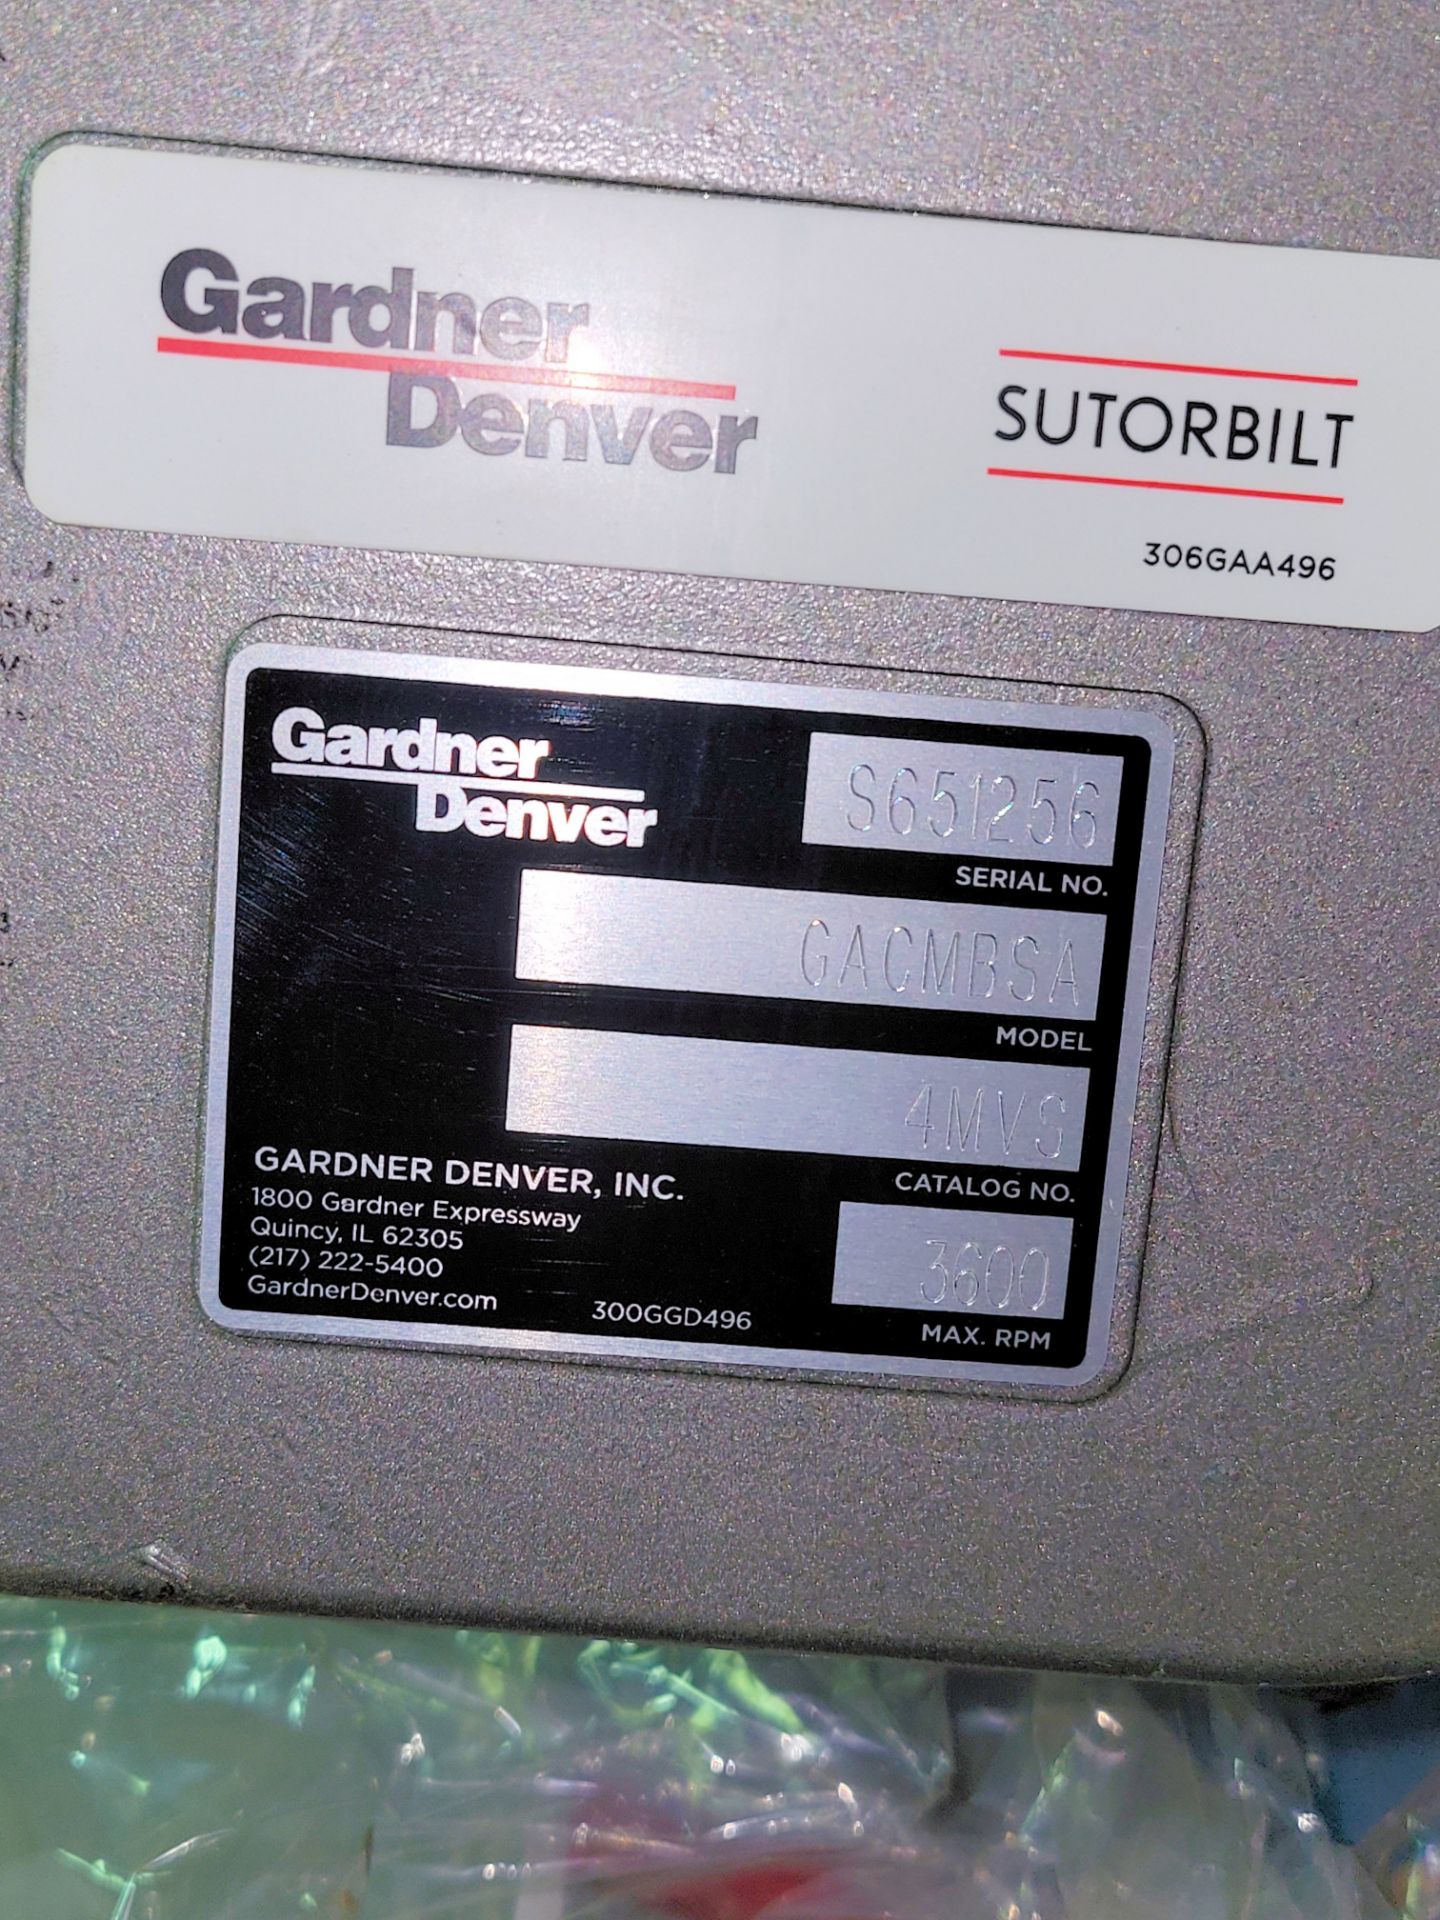 Gardner
Denver
SUTORBILT
306GAA496
Gardner
Denver
S651256
SERIAL NO.
GACMBSA
MODEL
4MVS
CATALOG NO.
GARDNER DENVER, INC.
1800 Gardner Expressway
Quincy, IL 62305
(217) 222-5400
GardnerDenver.com
300GGD496
3600
MAX. RPM